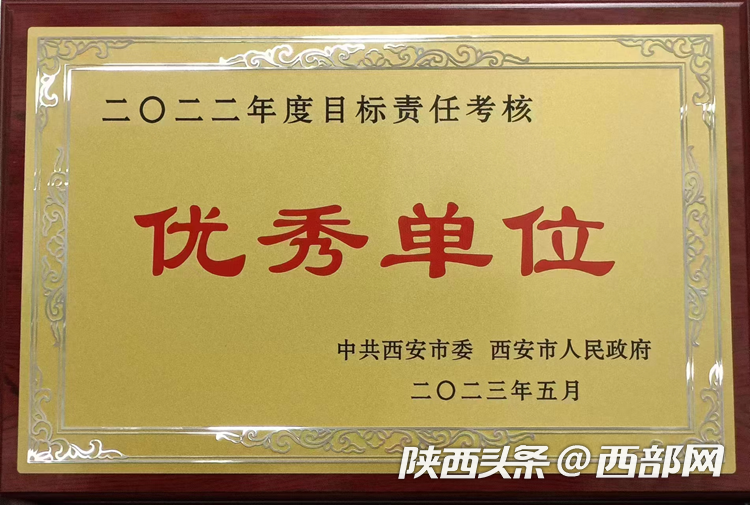 二〇二二年度目标责任考核
优秀单位
中共西安市委 西安市人民政府
二〇二三年五月
陕西头条@西部网